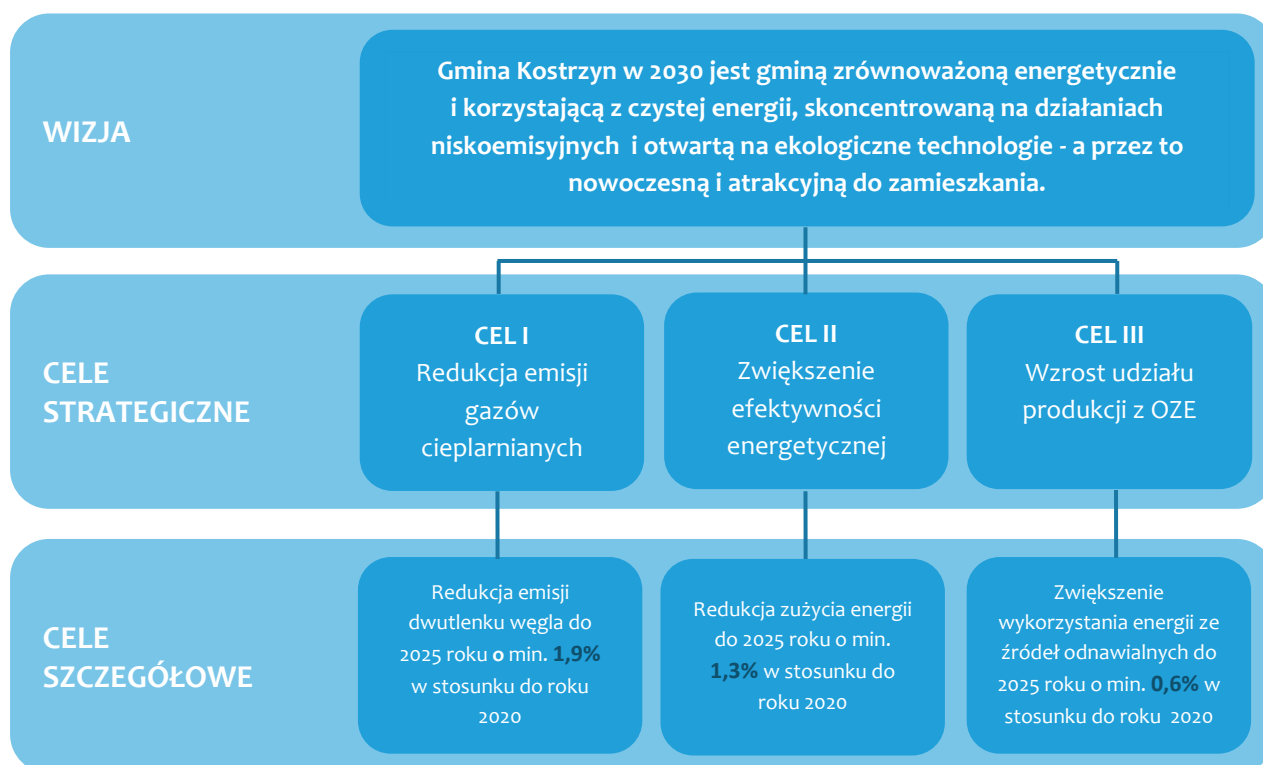 WIZJA
Gmina Kostrzyn w 2030 jest gminą zrównoważoną energetycznie
i korzystającą z czystej energii, skoncentrowaną na działaniach
niskoemisyjnych i otwartą na ekologiczne technologie - a przez to
nowoczesną i atrakcyjną do zamieszkania.
CELE
STRATEGICZNE
CEL I
Redukcja emisji
gazów
cieplarnianych
CEL II
Zwiększenie
efektywności
energetycznej
CEL III
Wzrost udziału
produkcji z OZE
CELE
SZCZEGÓŁOWE
Redukcja emisji
dwutlenku węgla do
2025 roku o min. 1,9%
w stosunku do roku
2020
Redukcja zużycia energii
do 2025 roku o min.
1,3% w stosunku do
roku 2020
Zwiększenie
wykorzystania energii ze
źródeł odnawialnych do
2025 roku o min. 0,6% w
stosunku do roku 2020